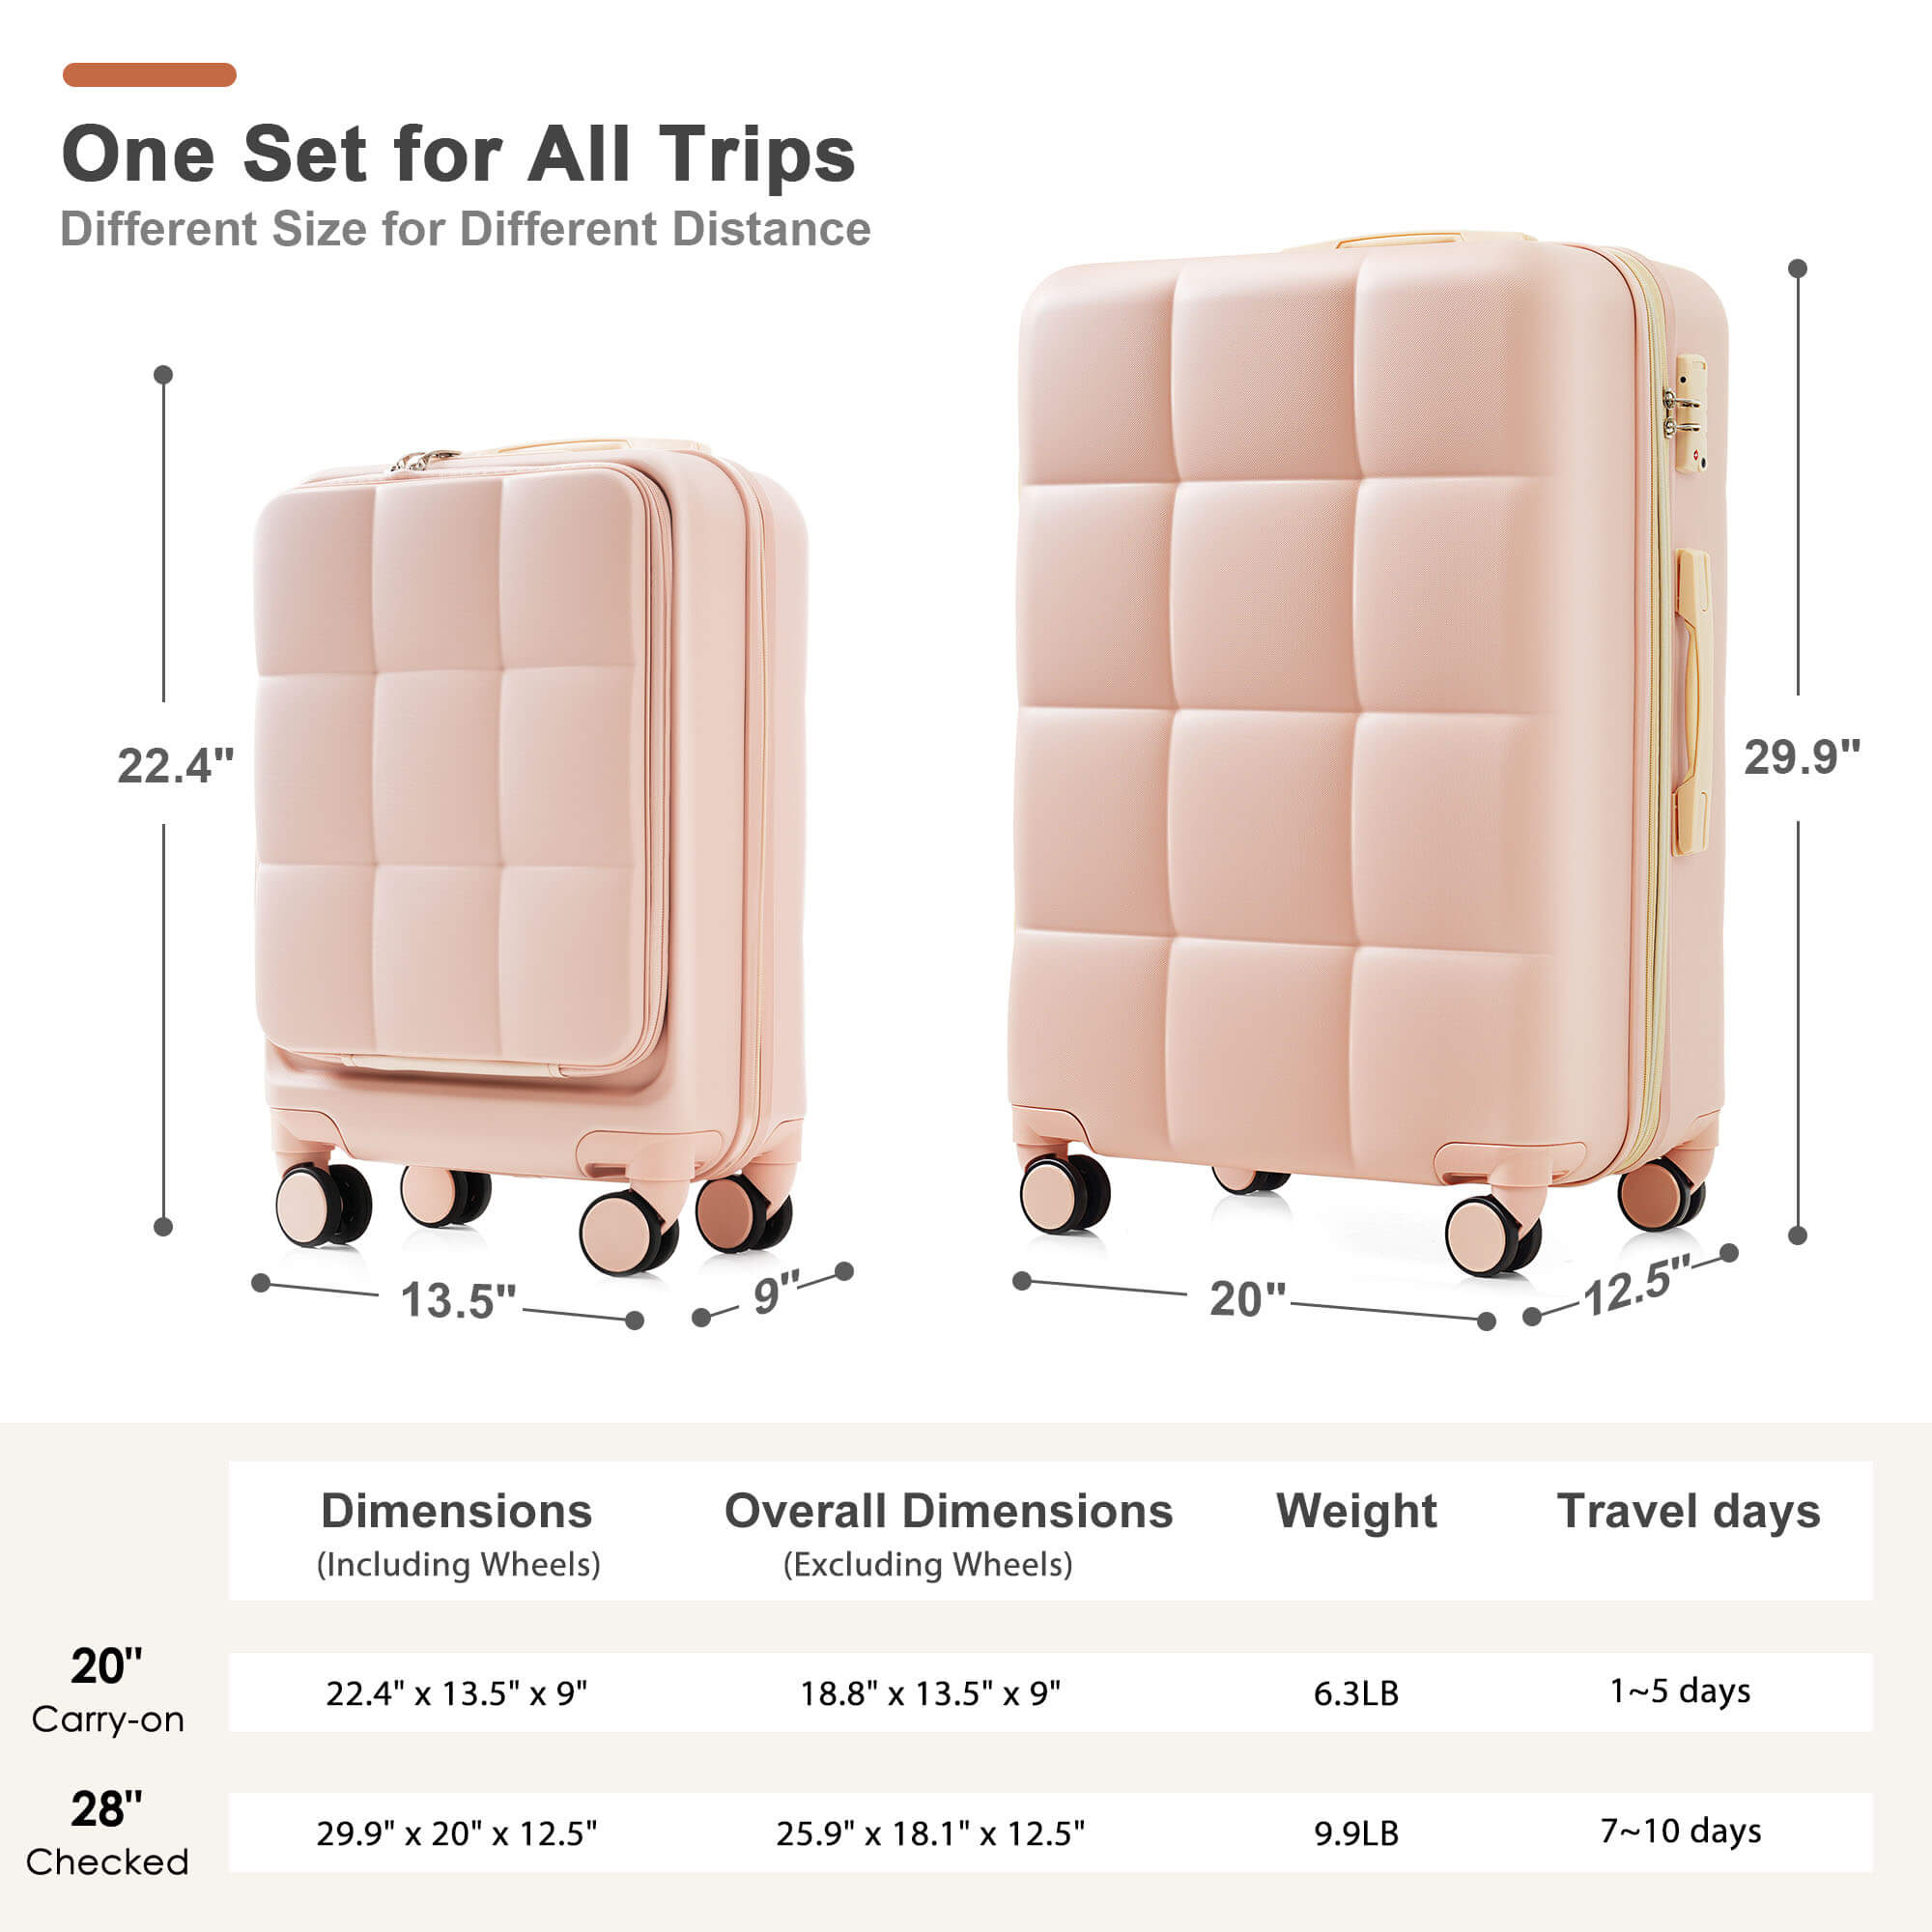 One Set for All Trips
Different Size for Different Distance
22.4"
29.9"
13.5"
9"
20"
12.5"
Dimensions
(Including Wheels)
Overall Dimensions
(Excluding Wheels)
Weight
Travel days
20"
Carry-on
22.4" x 13.5" x 9"
18.8" x 13.5" x 9"
6.3LB
1~5 days
28"
Checked
29.9" x 20" x 12.5"
25.9" x 18.1" x 12.5"
9.9LB
7~10 days